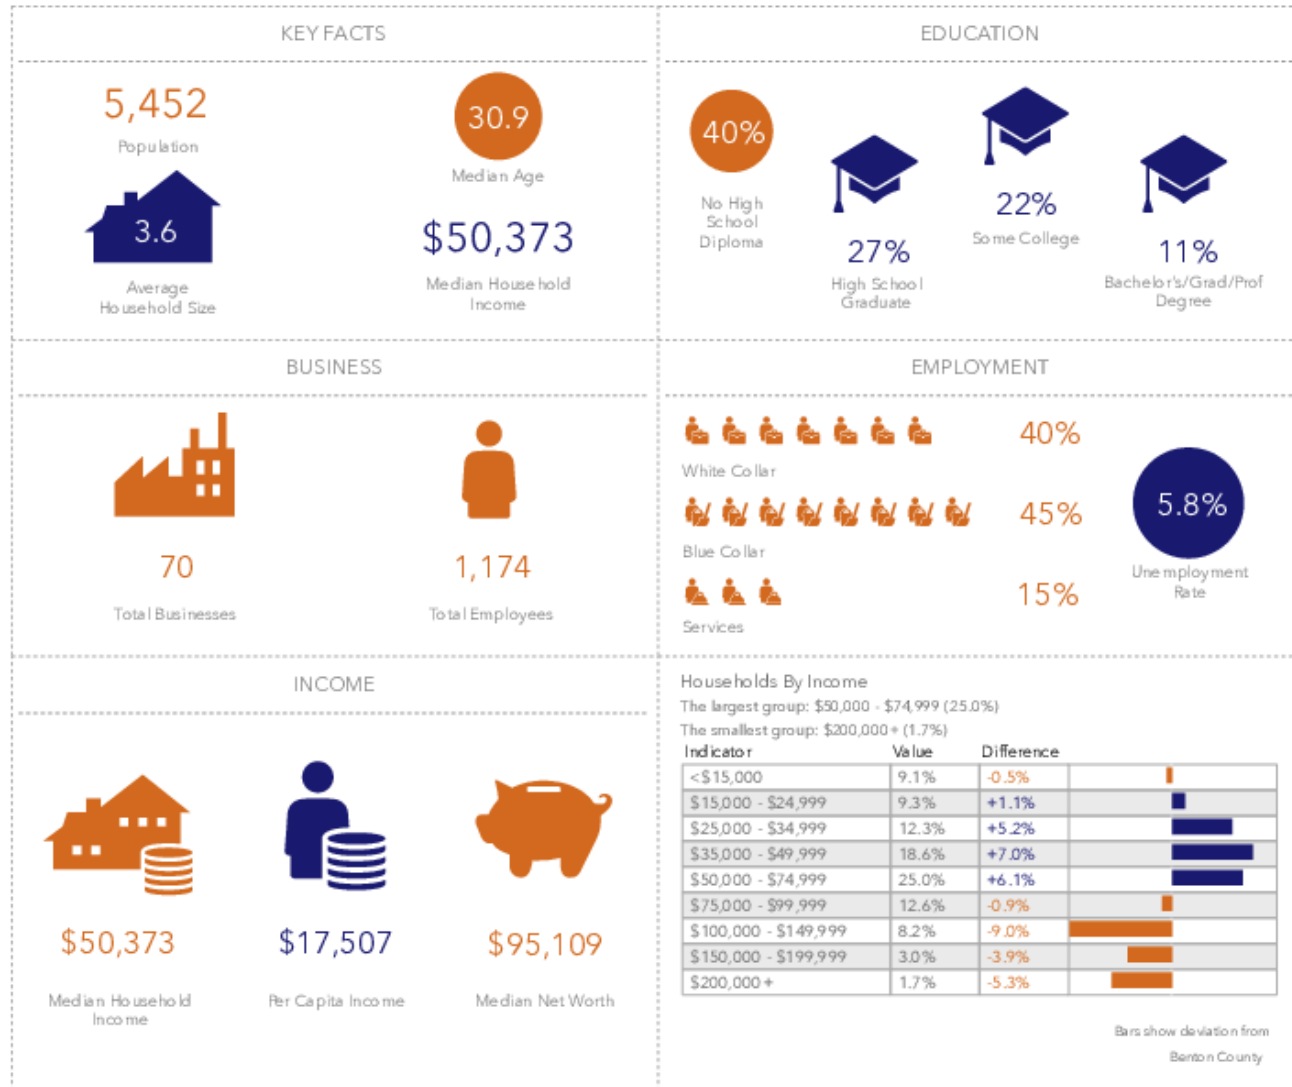 KEY FACTS
5,452
Population
30.9
Median Age
3.6
Average
Household Size
$50,373
Median Household
Income
EDUCATION
40%
No High
School
Diploma
27%
High School
Graduate
22%
Some College
11%
Bachelor's/Grad/Prof
Degree
BUSINESS
70
Total Businesses
1,174
Total Employees
EMPLOYMENT
40%
White Collar
45%
Blue Collar
15%
Services
5.8%
Unemployment
Rate
INCOME
$50,373
Median Household
Income
$17,507
Per Capita Income
$95,109
Median Net Worth
Households By Income
The largest group: $50,000 - $74,999 (25.0%)
The smallest group: $200,000+ (1.7%)
Indicator Value Difference
<$15,000 9.1% -0.5%
$15,000 - $24,999 9.3% +1.1%
$25,000 - $34,999 12.3% +5.2%
$35,000 - $49,999 18.6% +7.0%
$50,000 - $74,999 25.0% +6.1%
$75,000 - $99,999 12.6% -0.9%
$100,000 - $149,999 8.2% -9.0%
$150,000 - $199,999 3.0% -3.9%
$200,000+ 1.7% -5.3%
Bars show deviation from
Benton County